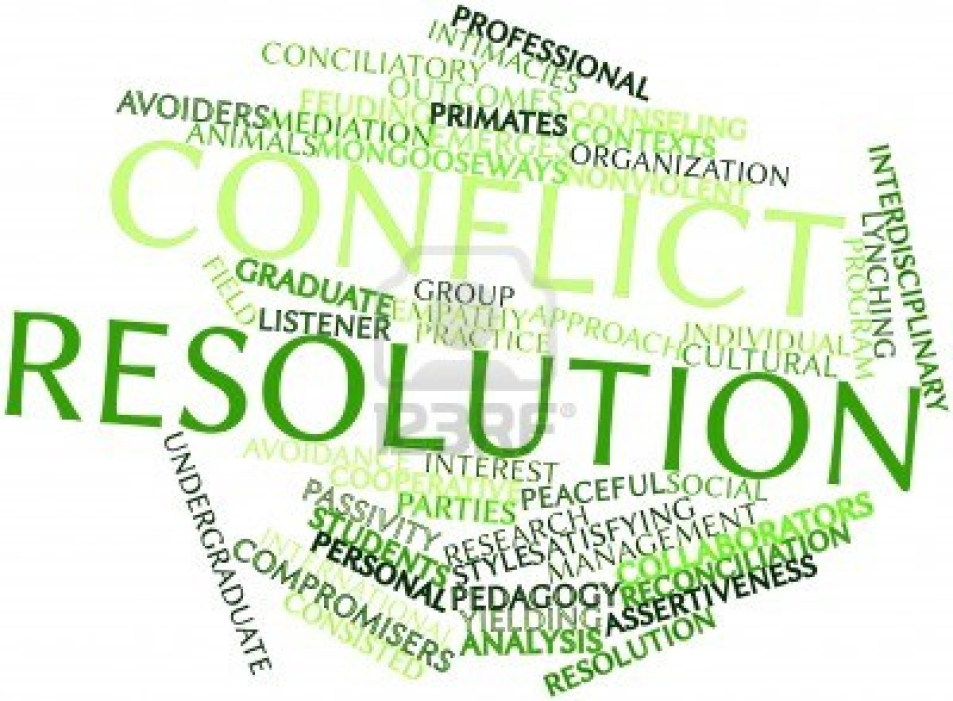 PROFESSIONAL
INTIMACIES
CONCILIATORY
OUTCOMES
COUNSELING
FEUDING
PRIMATES
CONTEXTS
AVOIDERS
MEDIATION
EMERGES
ORGANIZATION
ANIMALS
MONGOOSE
WAYS
NONVIOLENT
CONFLICT
INTERDISCIPLINARY
LYNCHING
PROGRAM
FIELD
GRADUATE
GROUP
EMPATHY
APPROACH
INDIVIDUAL
LISTENER
PRACTICE
CULTURAL
RESOLUTION
123RF®
UNDERGRADUATE
AVOIDANCE
INTEREST
COOPERATIVE
PEACEFUL
SOCIAL
PASSIVITY
PARTIES
STUDENTS
RESEARCH
SATISFYING
PERSONAL
STYLES
MANAGEMENT
COLLABORATORS
INTERNATIONAL
COMPROMISERS
PEDAGOGY
RECONCILIATION
YIELDING
ASSERTIVENESS
CONSISTED
ANALYSIS
RESOLUTION